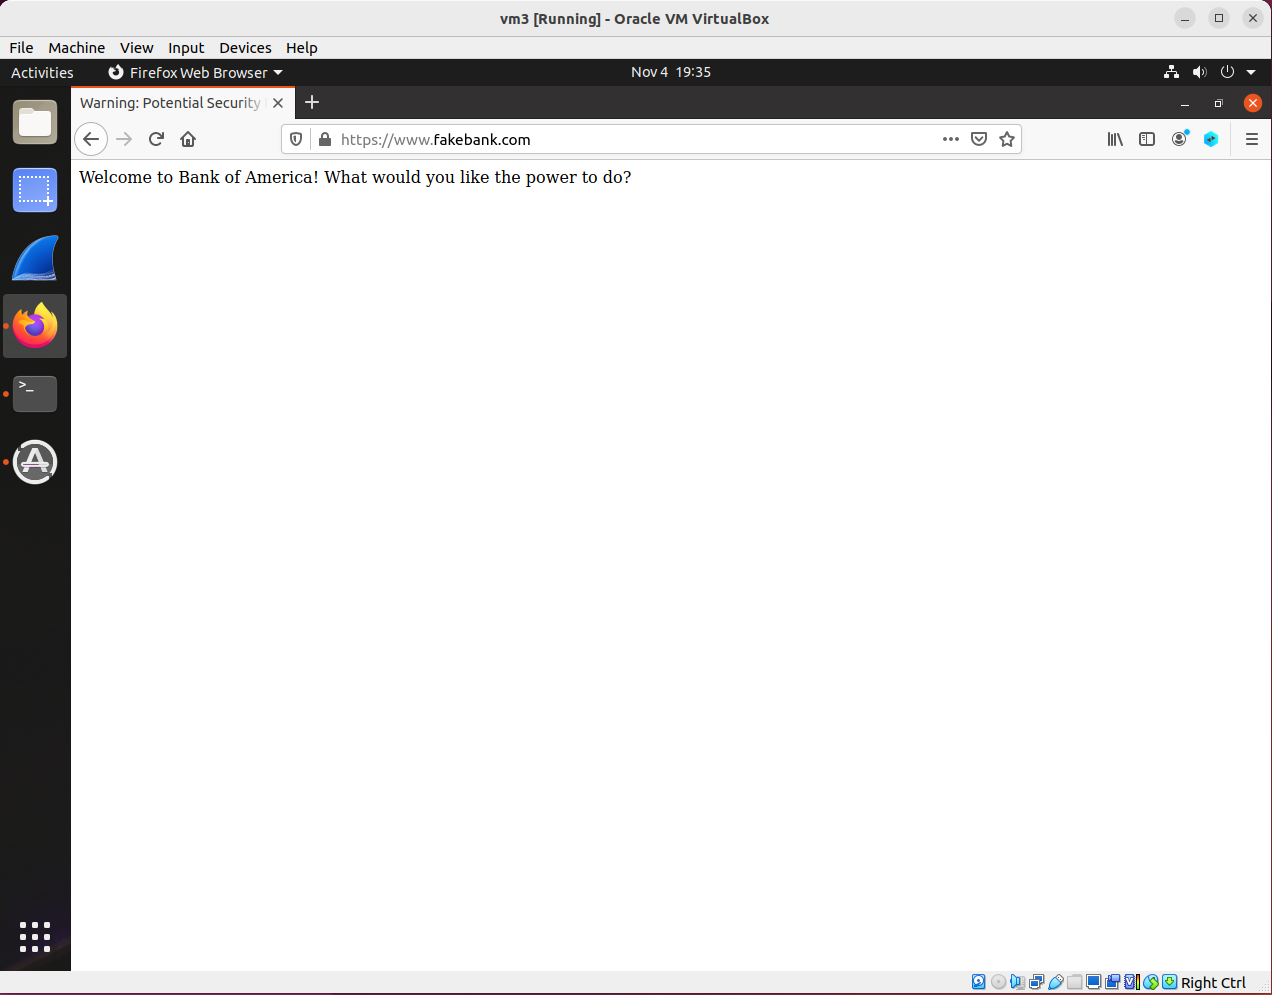 vm3 [Running] - Oracle VM VirtualBox
File Machine View Input Devices Help
Activities Firefox Web Browser Nov 4 19:35
Warning: Potential Security
https://www.fakebank.com
Welcome to Bank of America! What would you like the power to do?
>_
Right Ctrl